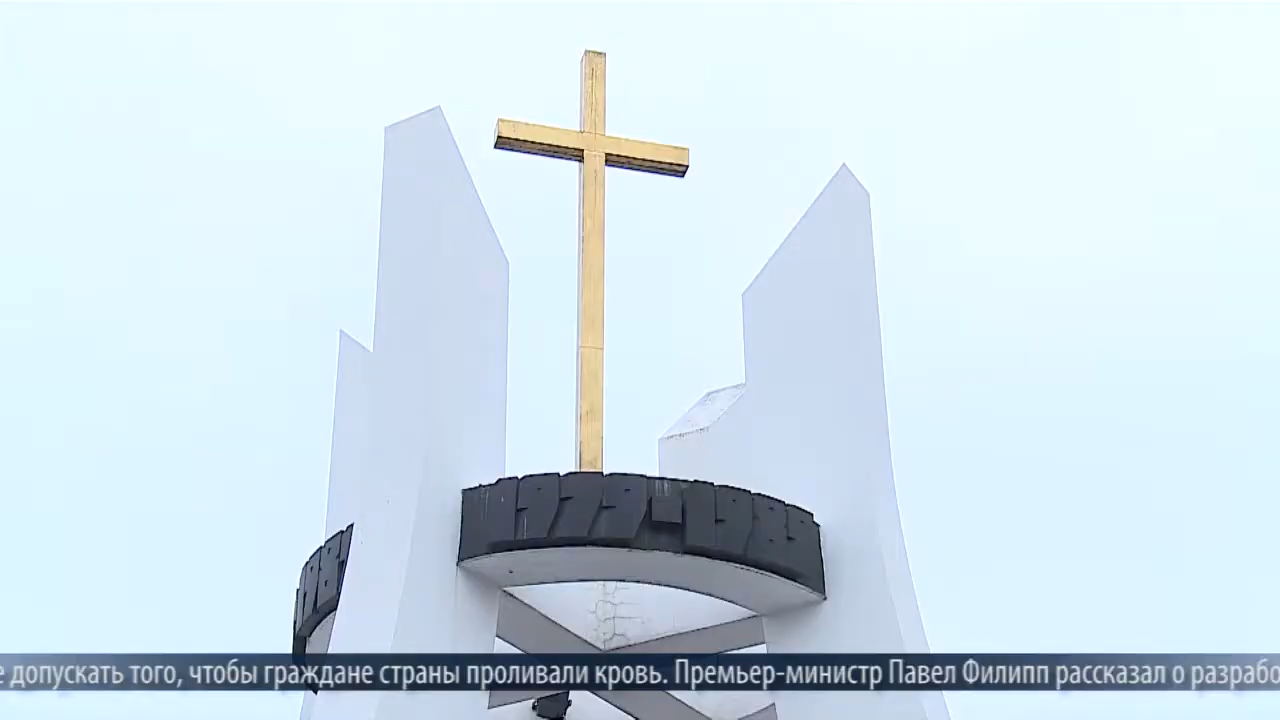 1979-1989
е допускать того, чтобы граждане страны проливали кровь. Премьер-министр Павел Филипп рассказал о разрабо